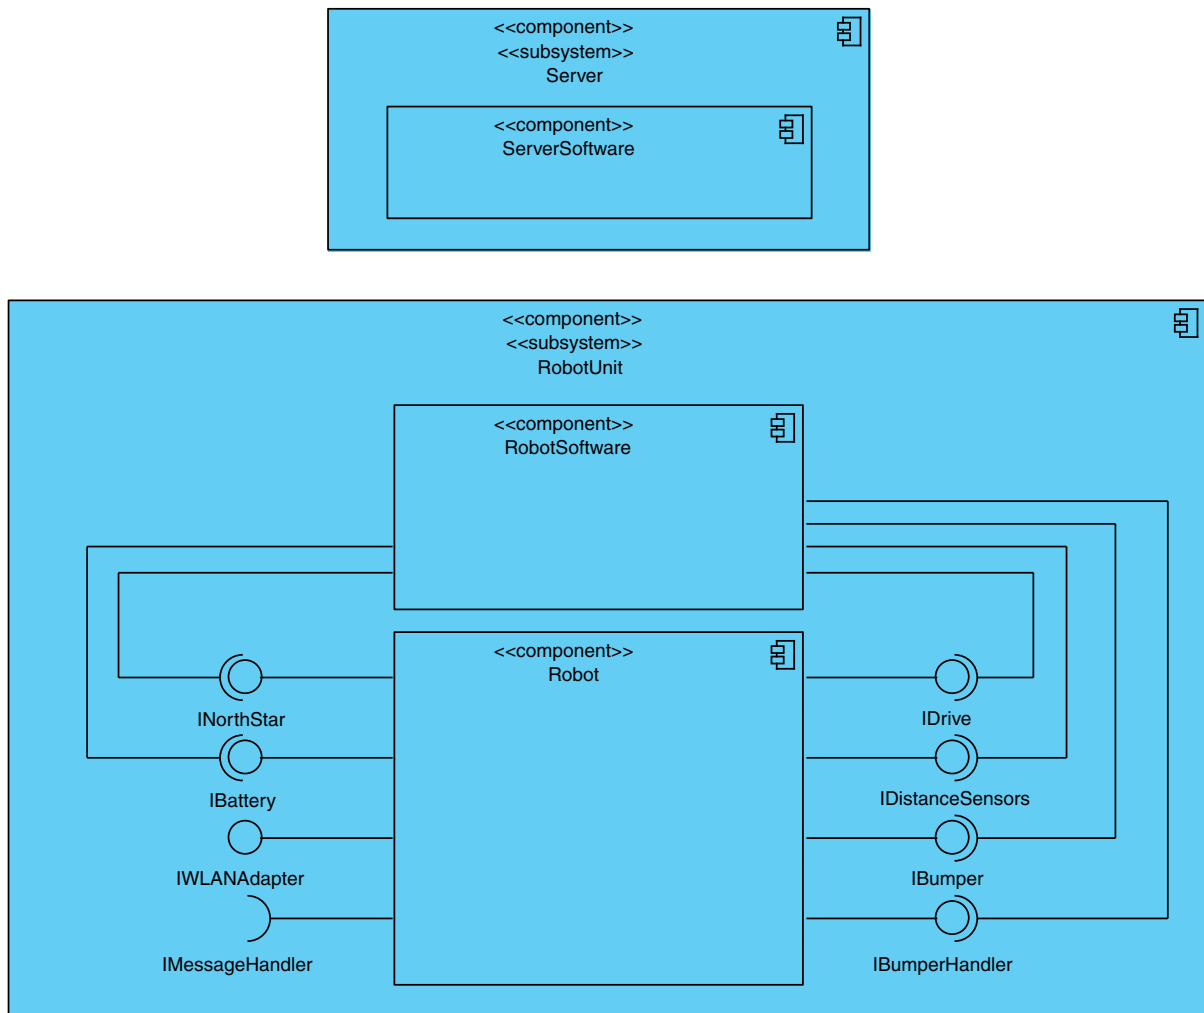 <<component>>
<<subsystem>>
Server
<<component>>
ServerSoftware
<<component>>
<<subsystem>>
RobotUnit
<<component>>
RobotSoftware
<<component>>
Robot
INorthStar
IDrive
IBattery
IDistanceSensors
IWLANAdapter
IBumper
IMessageHandler
IBumperHandler